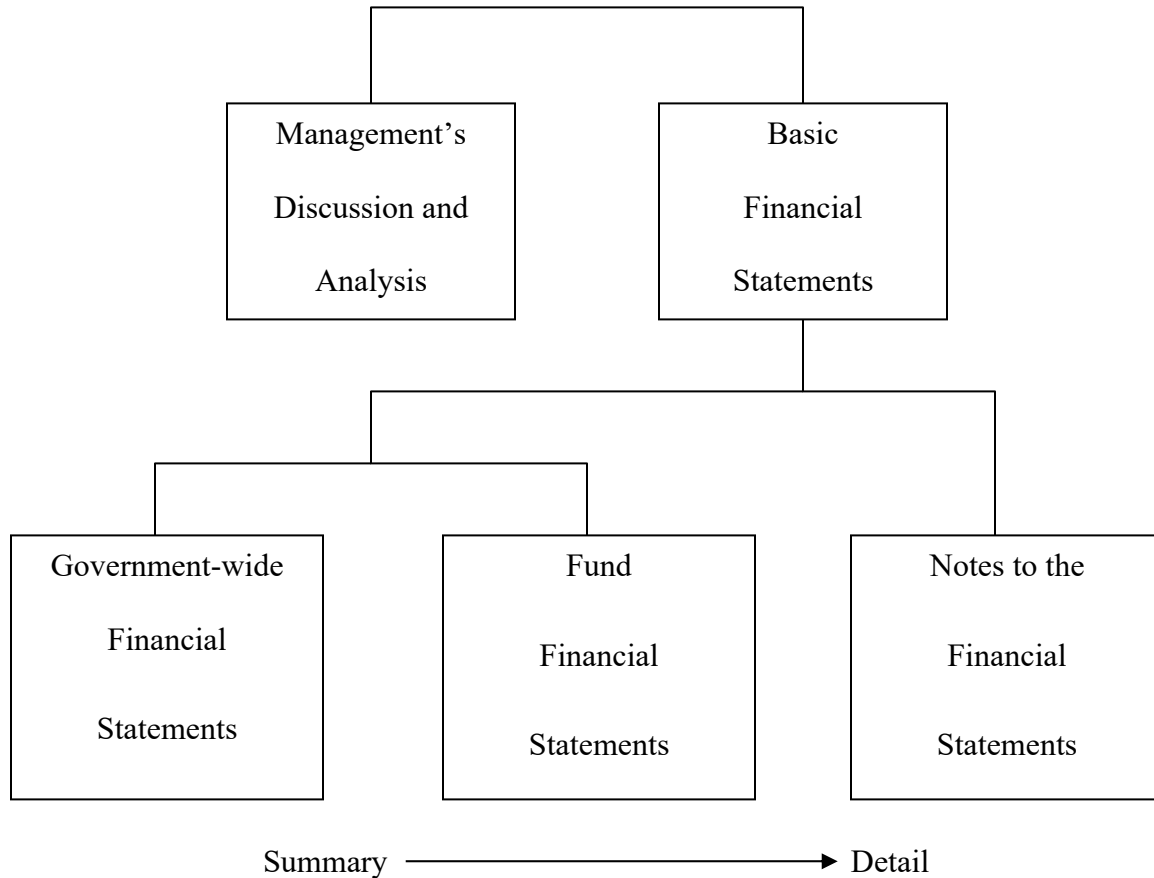 Management’s
Discussion and
Analysis
Basic
Financial
Statements
Government-wide
Financial
Statements
Fund
Financial
Statements
Notes to the
Financial
Statements
Summary
Detail